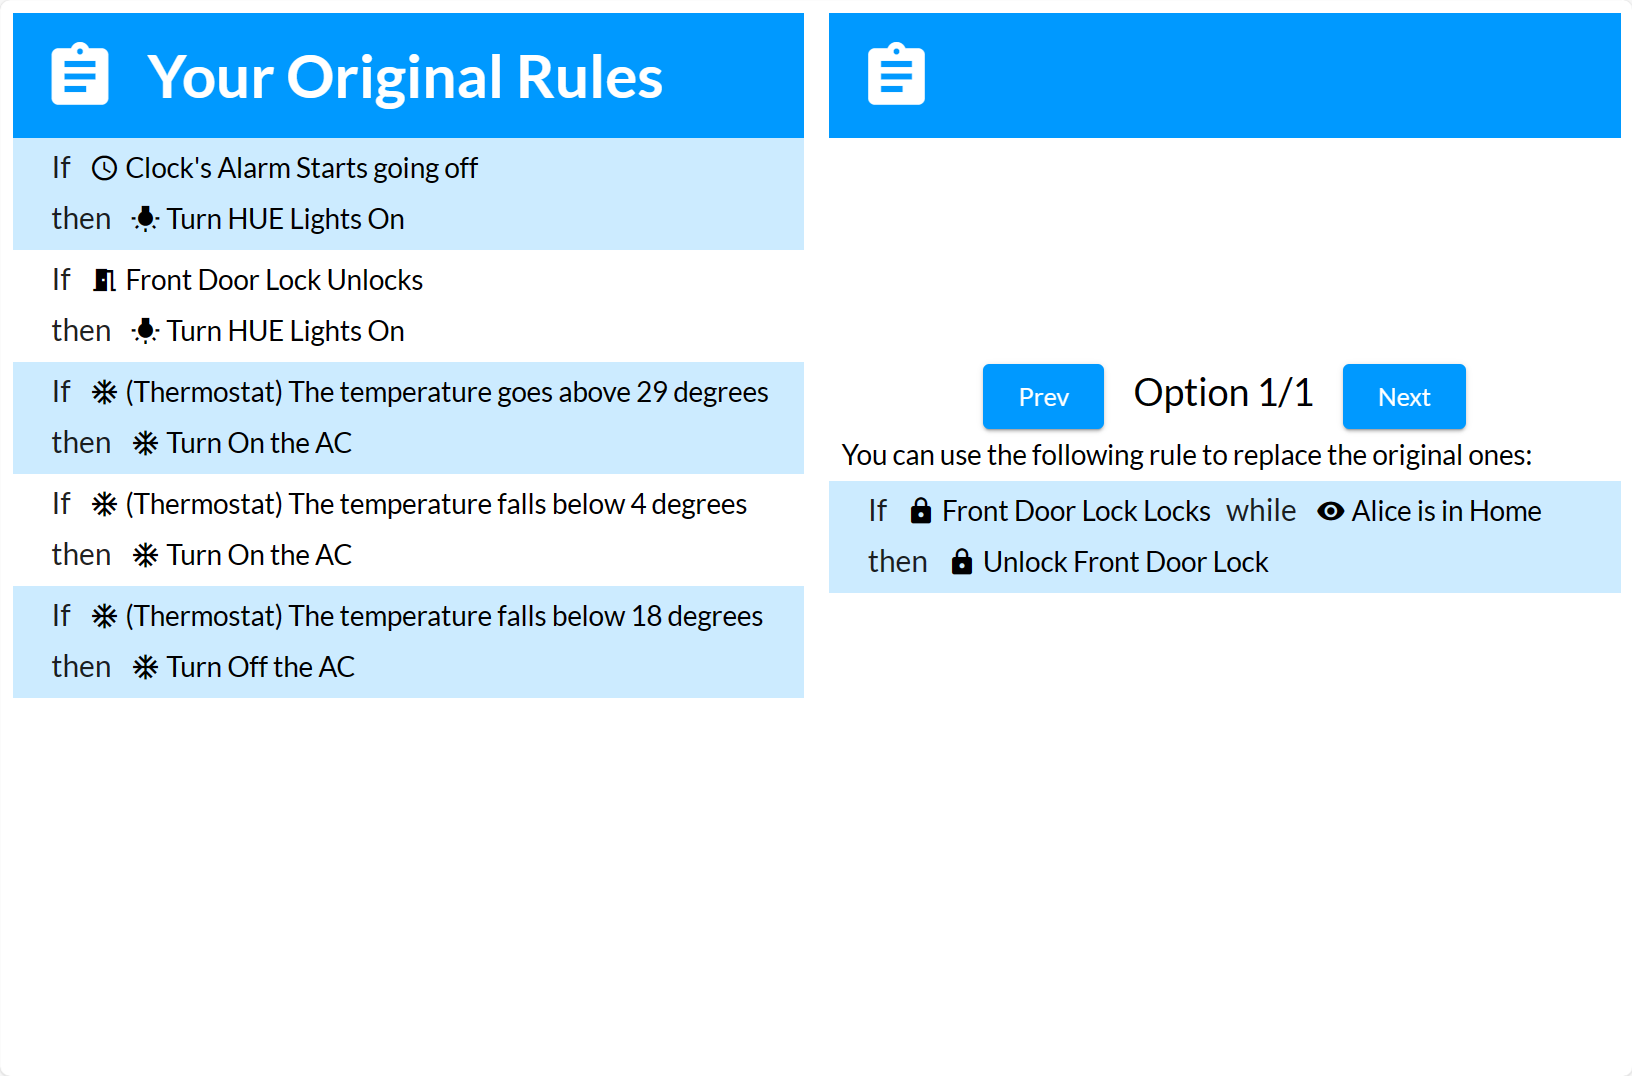 Your Original Rules
If Clock's Alarm Starts going off
then Turn HUE Lights On
If Front Door Lock Unlocks
then Turn HUE Lights On
If (Thermostat) The temperature goes above 29 degrees
then Turn On the AC
If (Thermostat) The temperature falls below 4 degrees
then Turn On the AC
If (Thermostat) The temperature falls below 18 degrees
then Turn Off the AC
Prev Option 1/1 Next
You can use the following rule to replace the original ones:
If Front Door Lock Locks while Alice is in Home
then Unlock Front Door Lock